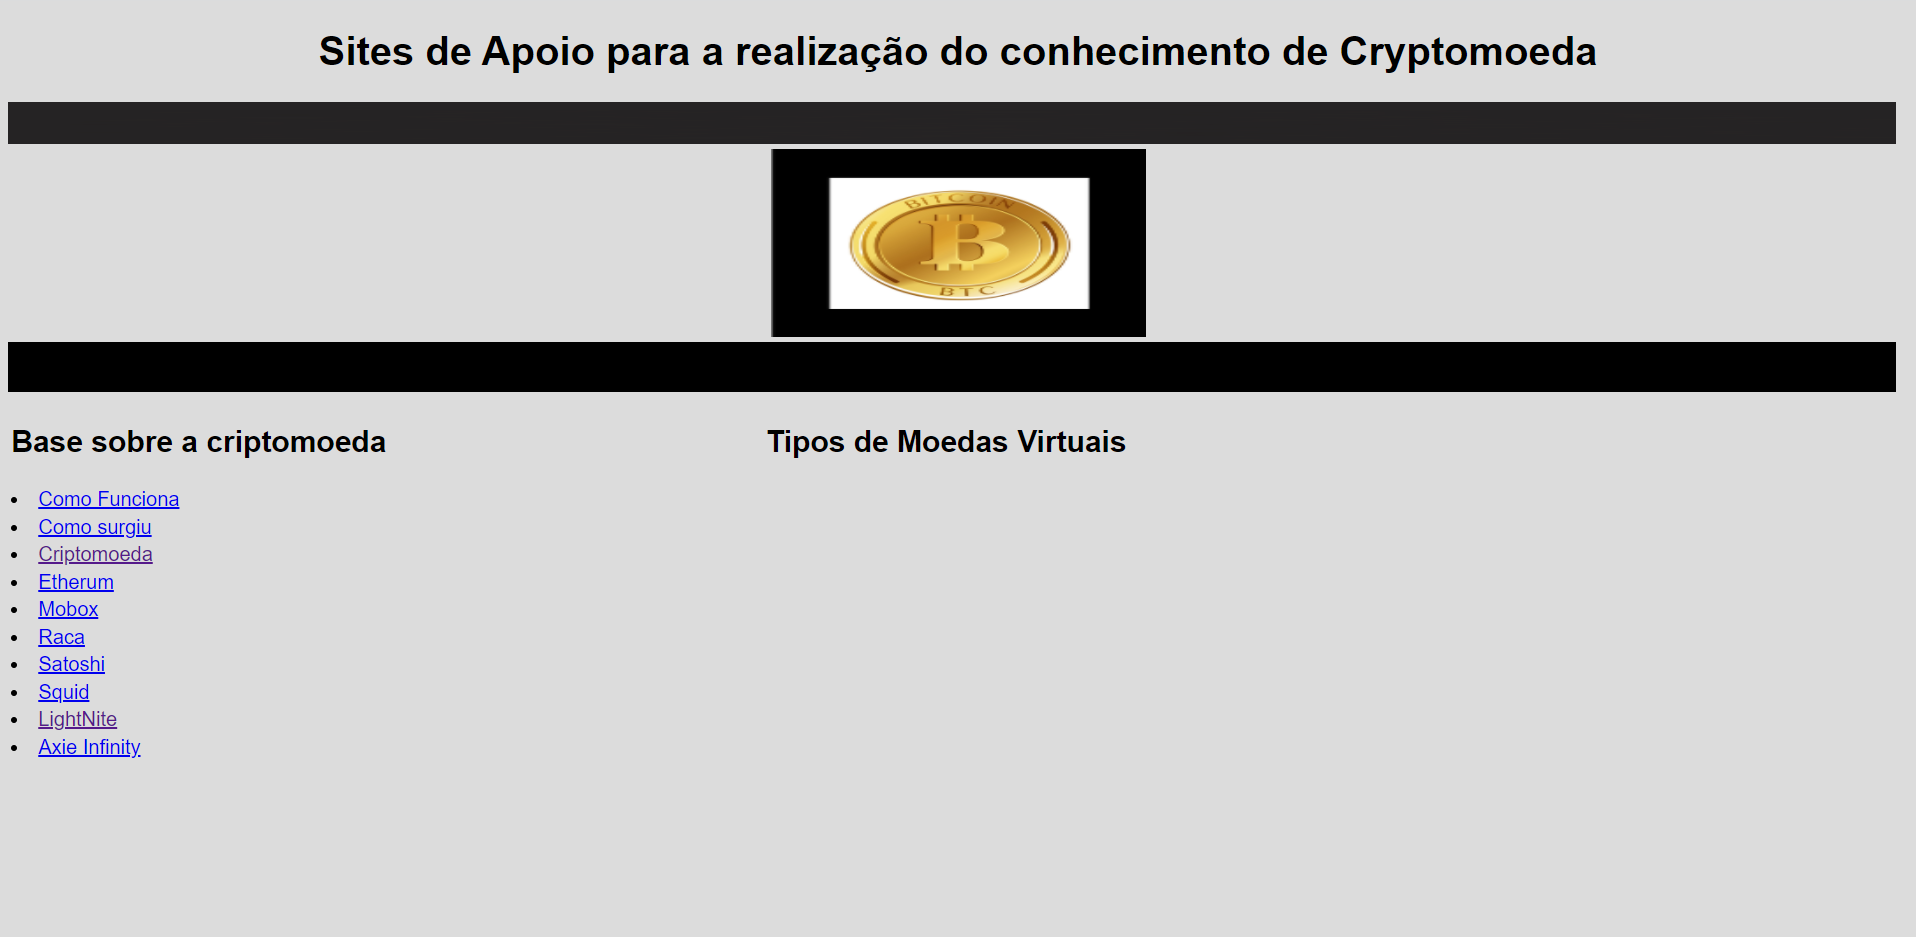 Sites de Apoio para a realização do conhecimento de Cryptomoeda
BITCOIN
B
BTC
Base sobre a criptomoeda
Tipos de Moedas Virtuais
Como Funciona
Como surgiu
Criptomoeda
Etherum
Mobox
Raca
Satoshi
Squid
LightNite
Axie Infinity